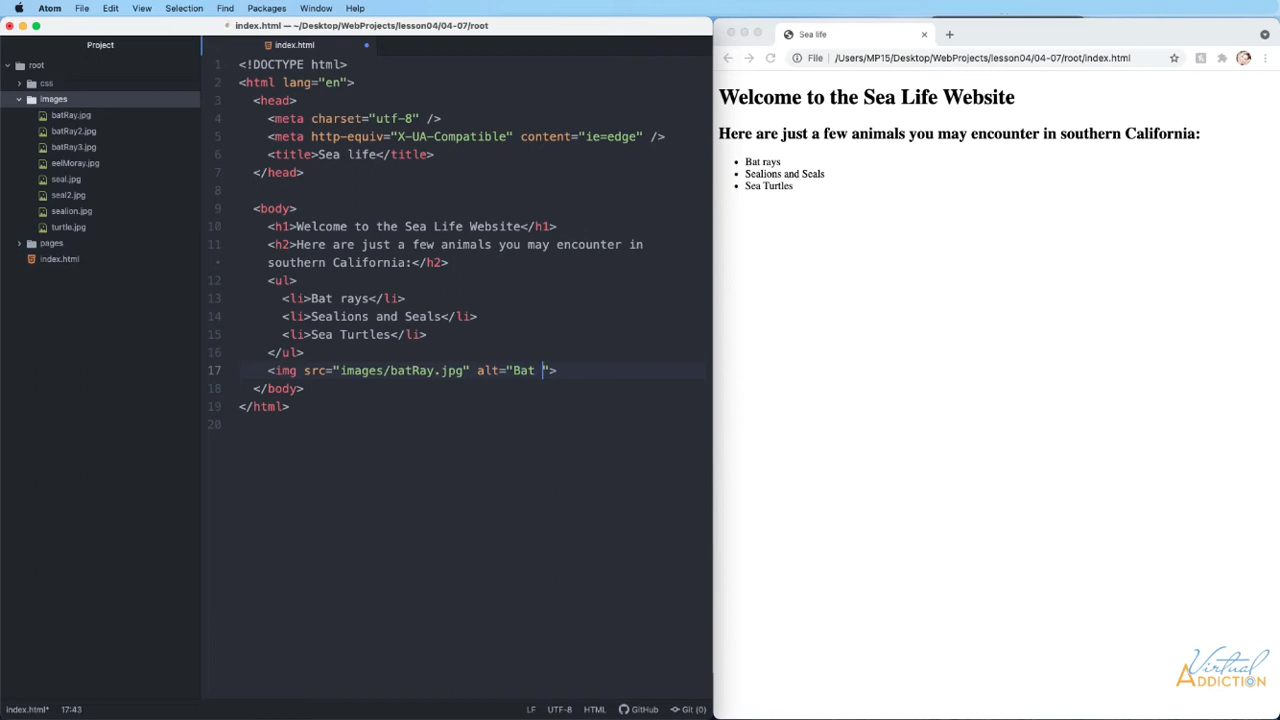 Atom File Edit View Selection Find Packages Window Help
index.html — ~/Desktop/WebProjects/lesson04/04-07/root
Project
index.html
root
css
images
batRay.jpg
batRay2.jpg
batRay3.jpg
eelMoray.jpg
seal.jpg
seal2.jpg
sealion.jpg
turtle.jpg
pages
index.html
1 <!DOCTYPE html>
2 <html lang="en">
3 <head>
4 <meta charset="utf-8" />
5 <meta http-equiv="X-UA-Compatible" content="ie=edge" />
6 <title>Sea life</title>
7 </head>
8
9 <body>
10 <h1>Welcome to the Sea Life Website</h1>
11 <h2>Here are just a few animals you may encounter in
• southern California:</h2>
12 <ul>
13 <li>Bat rays</li>
14 <li>Sealions and Seals</li>
15 <li>Sea Turtles</li>
16 </ul>
17 <img src="images/batRay.jpg" alt="Bat ">
18 </body>
19 </html>
20
index.html* 17:43 LF UTF-8 HTML GitHub Git (0)
Sea life
File /Users/MP15/Desktop/WebProjects/lesson04/04-07/root/index.html
Welcome to the Sea Life Website
Here are just a few animals you may encounter in southern California:
• Bat rays
• Sealions and Seals
• Sea Turtles
Virtual
ADDICTION